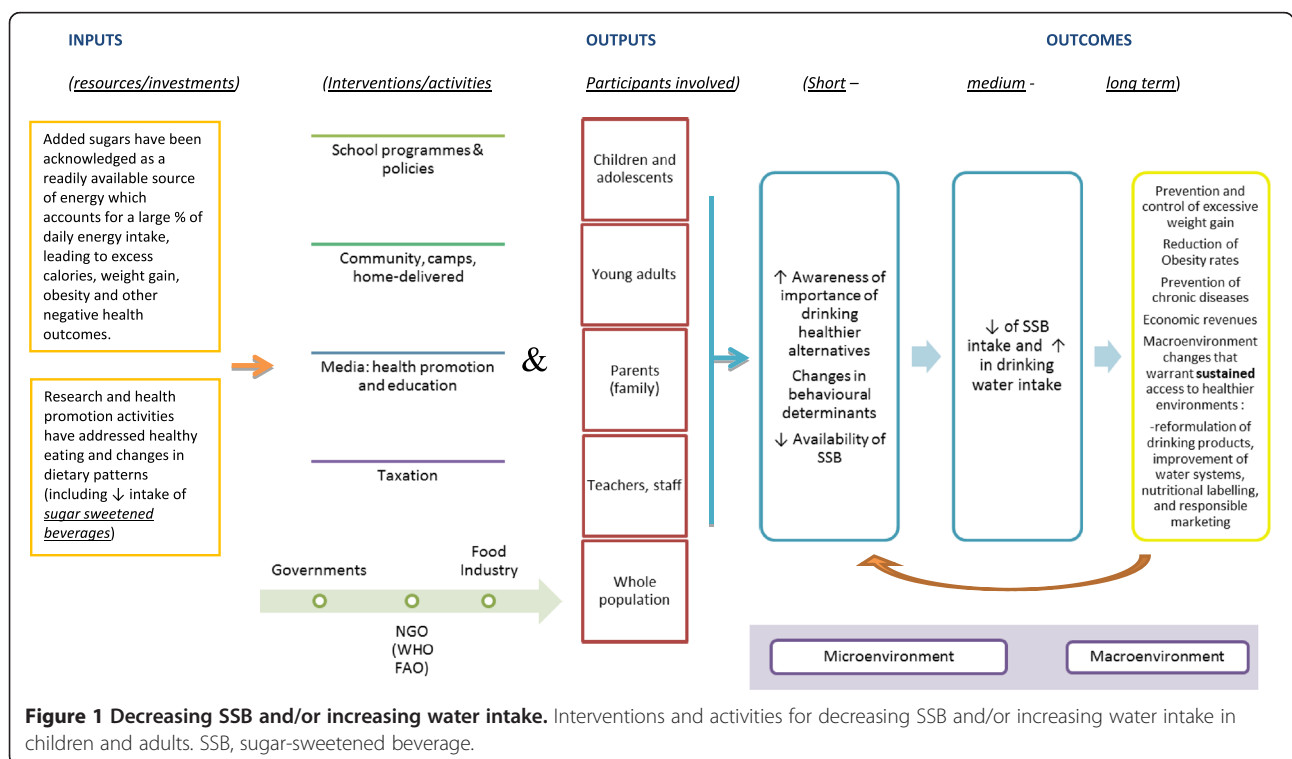 INPUTS
OUTPUTS
OUTCOMES
(resources/investments)
(Interventions/activities
Participants involved)
(Short –
medium -
long term)
Added sugars have been
acknowledged as a
readily available source
of energy which
accounts for a large % of
daily energy intake,
leading to excess
calories, weight gain,
obesity and other
negative health
outcomes.
Research and health
promotion activities
have addressed healthy
eating and changes in
dietary patterns
(including ↓ intake of
sugar sweetened
beverages)
School programmes &
policies
Community, camps,
home-delivered
Media: health promotion
and education
Taxation
&
Governments
Food
Industry
NGO
(WHO
FAO)
Children and
adolescents
Young adults
Parents
(family)
Teachers, staff
Whole
population
↑ Awareness of
importance of
drinking
healthier
alternatives
Changes in
behavioural
determinants
↓ Availability of
SSB
↓ of SSB
intake and ↑
in drinking
water intake
Prevention and
control of excessive
weight gain
Reduction of
Obesity rates
Prevention of
chronic diseases
Economic revenues
Macroenvironment
changes that
warrant sustained
access to healthier
environments :
-reformulation of
drinking products,
improvement of
water systems,
nutritional labelling,
and responsible
marketing
Microenvironment
Macroenvironment
Figure 1 Decreasing SSB and/or increasing water intake. Interventions and activities for decreasing SSB and/or increasing water intake in
children and adults. SSB, sugar-sweetened beverage.